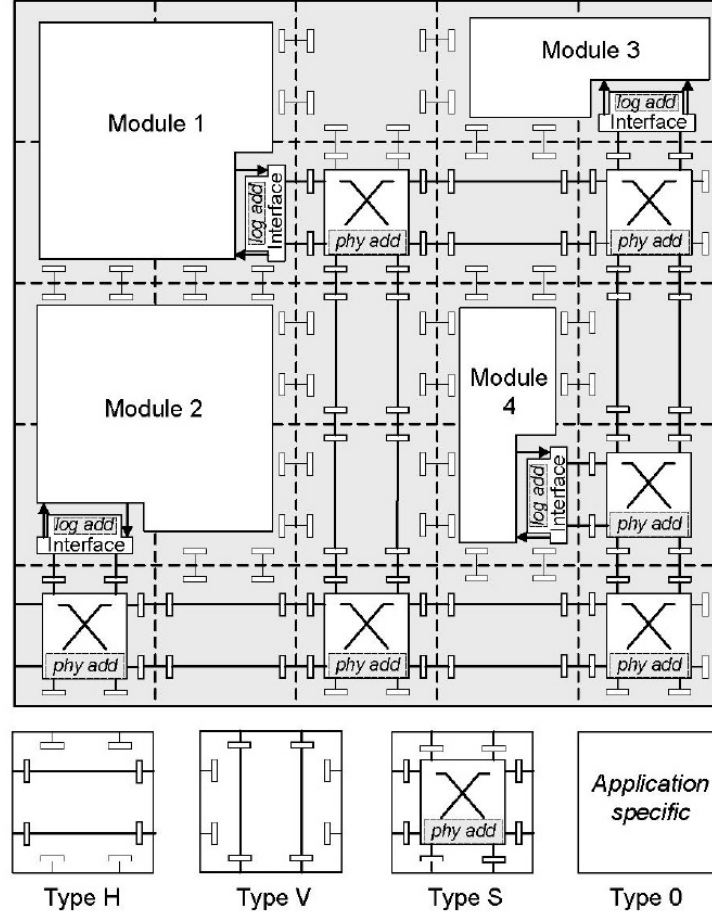 Module 3
Module 1
log add
Interface
log add
Interface
phy add
phy add
Module 2
Module
4
log add
Interface
log add
Interface
phy add
phy add
phy add
phy add
Application
specific
phy add
Type H
Type V
Type S
Type 0